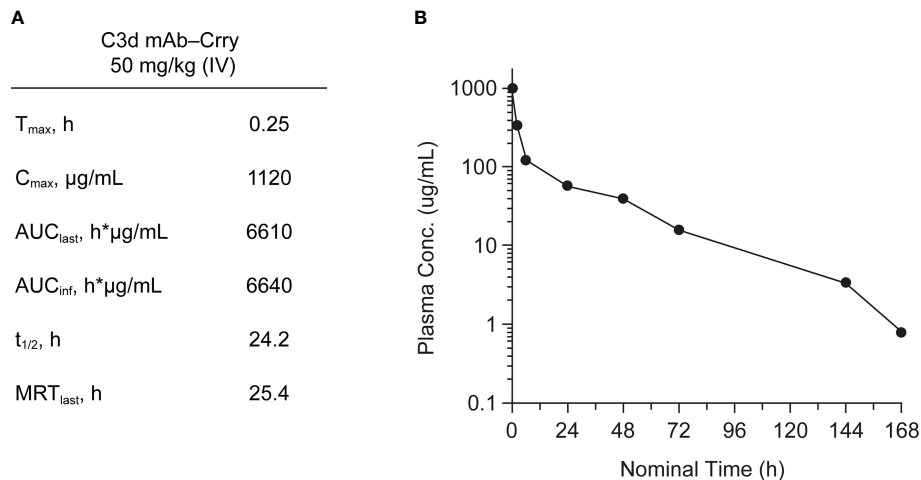 A
C3d mAb–Crry
50 mg/kg (IV)
Tmax, h 0.25
Cmax, µg/mL 1120
AUClast, h*µg/mL 6610
AUCinf, h*µg/mL 6640
t1/2, h 24.2
MRTlast, h 25.4
B
Plasma Conc. (ug/mL)
1000
100
10
1
0.1
0 24 48 72 96 120 144 168
Nominal Time (h)